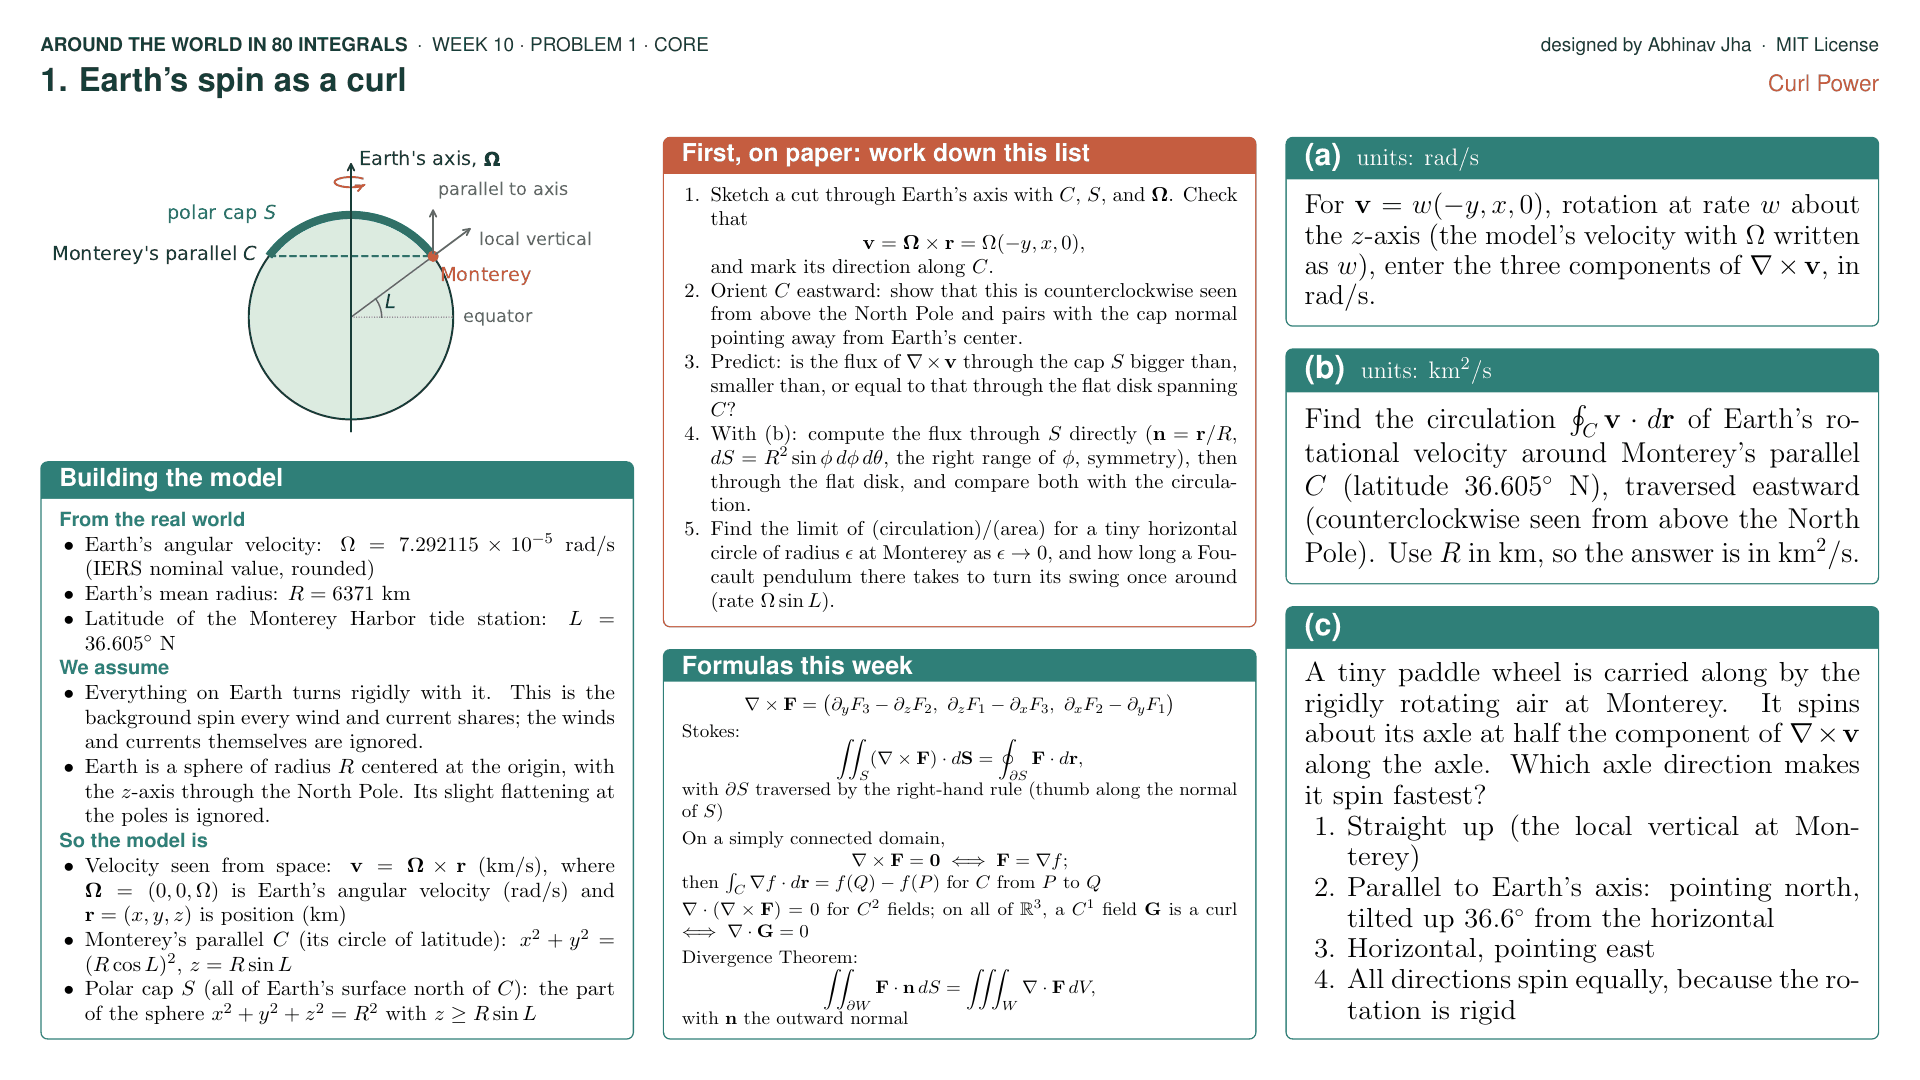 AROUND THE WORLD IN 80 INTEGRALS · WEEK 10 · PROBLEM 1 · CORE
designed by Abhinav Jha · MIT License
1. Earth's spin as a curl
Curl Power
Earth's axis, Ω
parallel to axis
polar cap S
local vertical
Monterey's parallel C
Monterey
L
equator
Building the model
From the real world
• Earth's angular velocity: Ω = 7.292115 × 10⁻⁵ rad/s
(IERS nominal value, rounded)
• Earth's mean radius: R = 6371 km
• Latitude of the Monterey Harbor tide station: L =
36.605° N
We assume
• Everything on Earth turns rigidly with it. This is the
background spin every wind and current shares; the winds
and currents themselves are ignored.
• Earth is a sphere of radius R centered at the origin, with
the z-axis through the North Pole. Its slight flattening at
the poles is ignored.
So the model is
• Velocity seen from space: v = Ω × r (km/s), where
Ω = (0, 0, Ω) is Earth's angular velocity (rad/s) and
r = (x, y, z) is position (km)
• Monterey's parallel C (its circle of latitude): x² + y² =
(R cos L)², z = R sin L
• Polar cap S (all of Earth's surface north of C): the part
of the sphere x² + y² + z² = R² with z ≥ R sin L
First, on paper: work down this list
1. Sketch a cut through Earth's axis with C, S, and Ω. Check
that
v = Ω × r = Ω(−y, x, 0),
and mark its direction along C.
2. Orient C eastward: show that this is counterclockwise seen
from above the North Pole and pairs with the cap normal
pointing away from Earth's center.
3. Predict: is the flux of ∇ × v through the cap S bigger than,
smaller than, or equal to that through the flat disk spanning
C?
4. With (b): compute the flux through S directly (n = r/R,
dS = R² sin ϕ dϕ dθ, the right range of ϕ, symmetry), then
through the flat disk, and compare both with the circula-
tion.
5. Find the limit of (circulation)/(area) for a tiny horizontal
circle of radius ϵ at Monterey as ϵ → 0, and how long a Fou-
cault pendulum there takes to turn its swing once around
(rate Ω sin L).
Formulas this week
∇ × F = (∂yF₃ − ∂zF₂, ∂zF₁ − ∂xF₃, ∂xF₂ − ∂yF₁)
Stokes:
∬_S (∇ × F) · dS = ∮_∂S F · dr,
with ∂S traversed by the right-hand rule (thumb along the normal
of S)
On a simply connected domain,
∇ × F = 0 ⟺ F = ∇f;
then ∫_C ∇f · dr = f(Q) − f(P) for C from P to Q
∇ · (∇ × F) = 0 for C² fields; on all of ℝ³, a C¹ field G is a curl
⟺ ∇ · G = 0
Divergence Theorem:
∬_∂W F · n dS = ∭_W ∇ · F dV,
with n the outward normal
(a) units: rad/s
For v = w(−y, x, 0), rotation at rate w about
the z-axis (the model's velocity with Ω written
as w), enter the three components of ∇ × v, in
rad/s.
(b) units: km²/s
Find the circulation ∮_C v · dr of Earth's ro-
tational velocity around Monterey's parallel
C (latitude 36.605° N), traversed eastward
(counterclockwise seen from above the North
Pole). Use R in km, so the answer is in km²/s.
(c)
A tiny paddle wheel is carried along by the
rigidly rotating air at Monterey. It spins
about its axle at half the component of ∇ × v
along the axle. Which axle direction makes
it spin fastest?
1. Straight up (the local vertical at Mon-
terey)
2. Parallel to Earth's axis: pointing north,
tilted up 36.6° from the horizontal
3. Horizontal, pointing east
4. All directions spin equally, because the ro-
tation is rigid